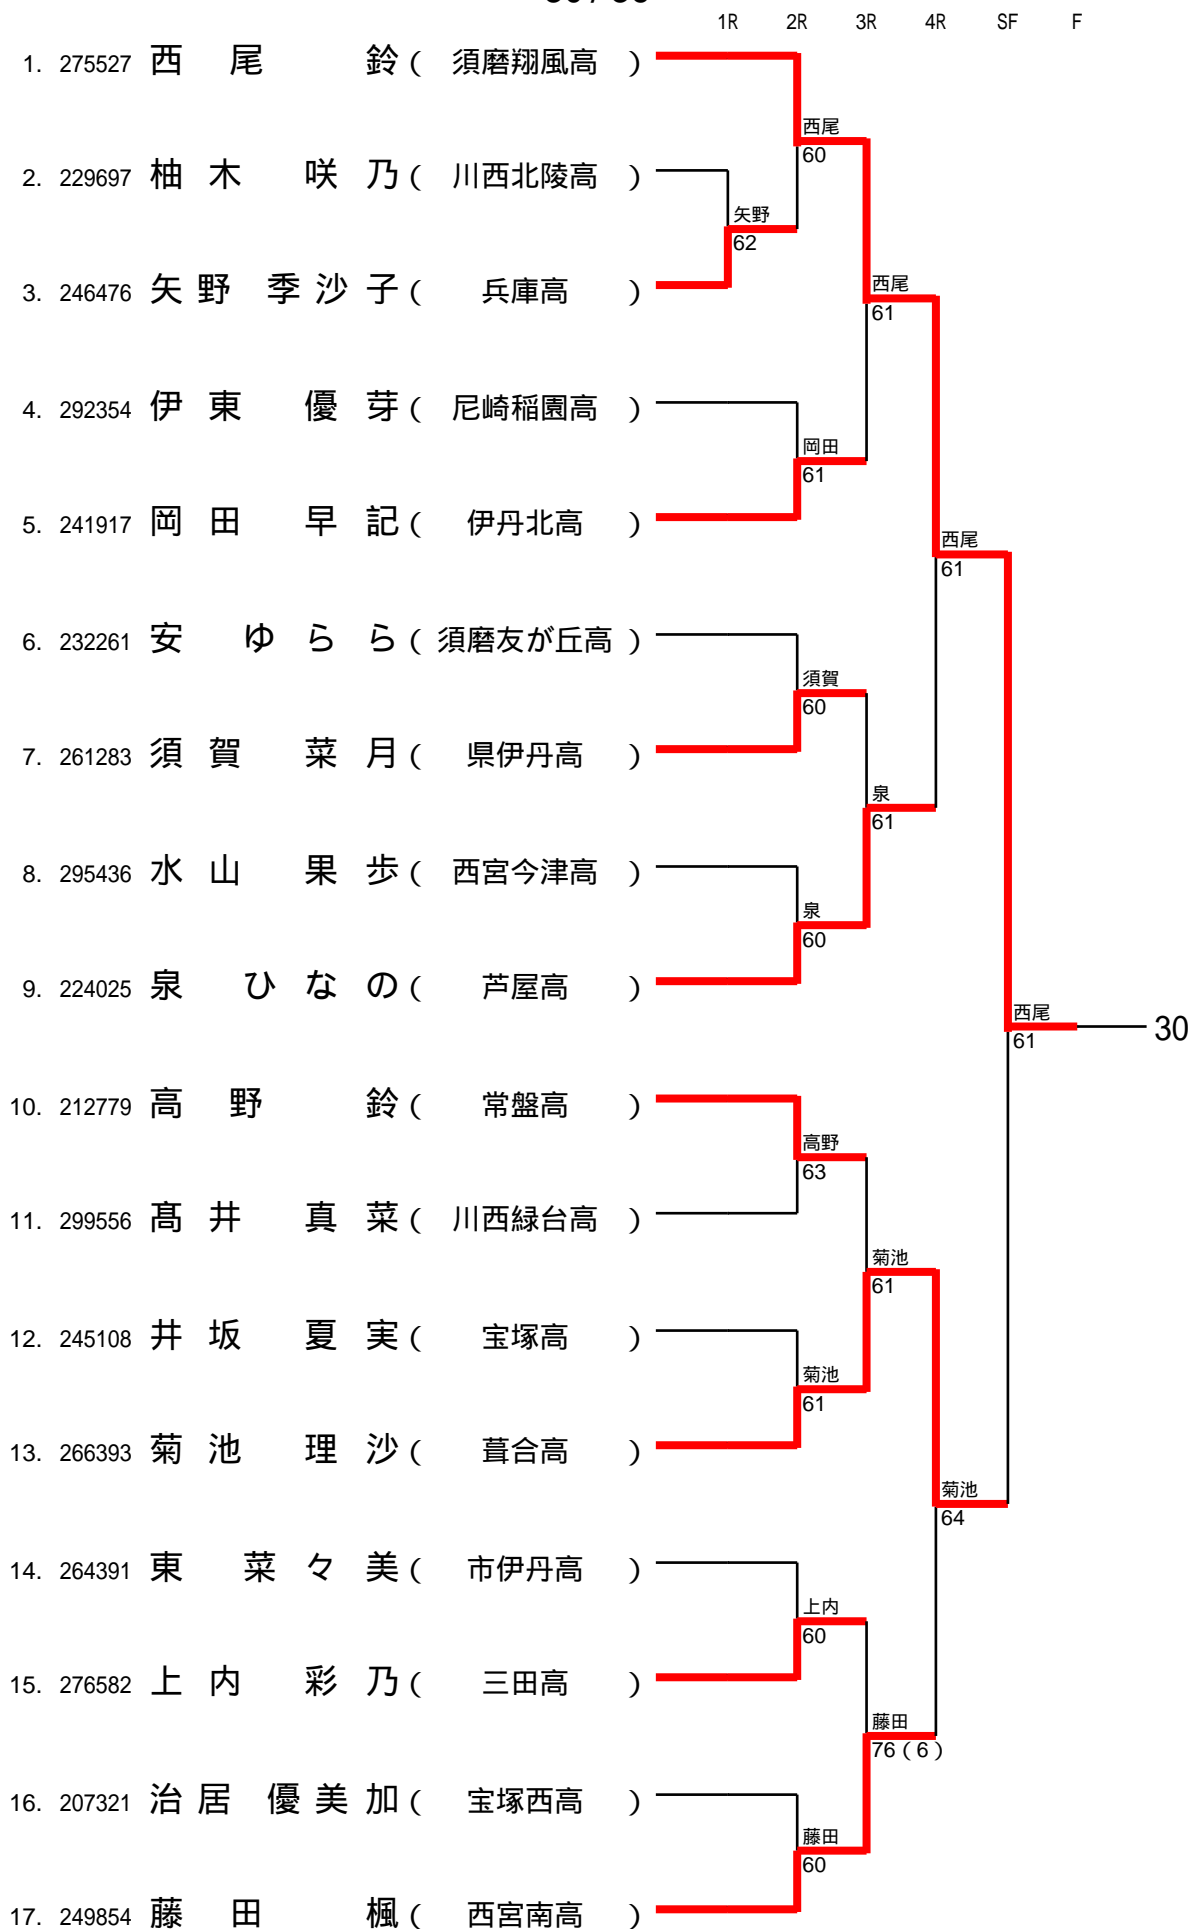 1R 2R 3R 4R SF F
1. 275527 西尾 鈴 ( 須磨翔風高 )
西尾
60
2. 229697 柚木 咲乃 ( 川西北陵高 )
矢野
62
3. 246476 矢野 季沙子 ( 兵庫高 )
西尾
61
4. 292354 伊東 優芽 ( 尼崎稲園高 )
岡田
61
5. 241917 岡田 早記 ( 伊丹北高 )
西尾
61
6. 232261 安 ゆらら ( 須磨友が丘高 )
須賀
60
7. 261283 須賀 菜月 ( 県伊丹高 )
泉
61
8. 295436 水山 果歩 ( 西宮今津高 )
泉
60
9. 224025 泉 ひなの ( 芦屋高 )
西尾
61
30
10. 212779 高野 鈴 ( 常盤高 )
高野
63
11. 299556 髙井 真菜 ( 川西緑台高 )
菊池
61
12. 245108 井坂 夏実 ( 宝塚高 )
菊池
61
13. 266393 菊池 理沙 ( 葺合高 )
菊池
64
14. 264391 東 菜々美 ( 市伊丹高 )
上内
60
15. 276582 上内 彩乃 ( 三田高 )
藤田
76（6）
16. 207321 治居 優美加 ( 宝塚西高 )
藤田
60
17. 249854 藤田 楓 ( 西宮南高 )